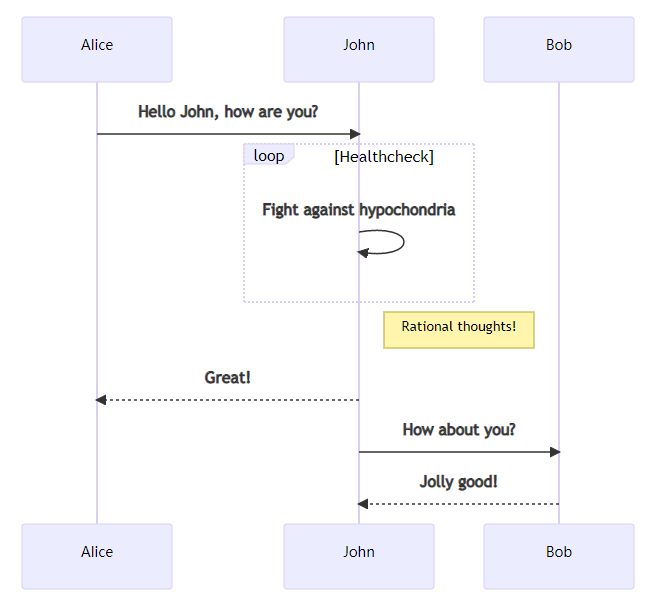 Alice
John
Bob
Hello John, how are you?
loop
[Healthcheck]
Fight against hypochondria
Rational thoughts!
Great!
How about you?
Jolly good!
Alice
John
Bob